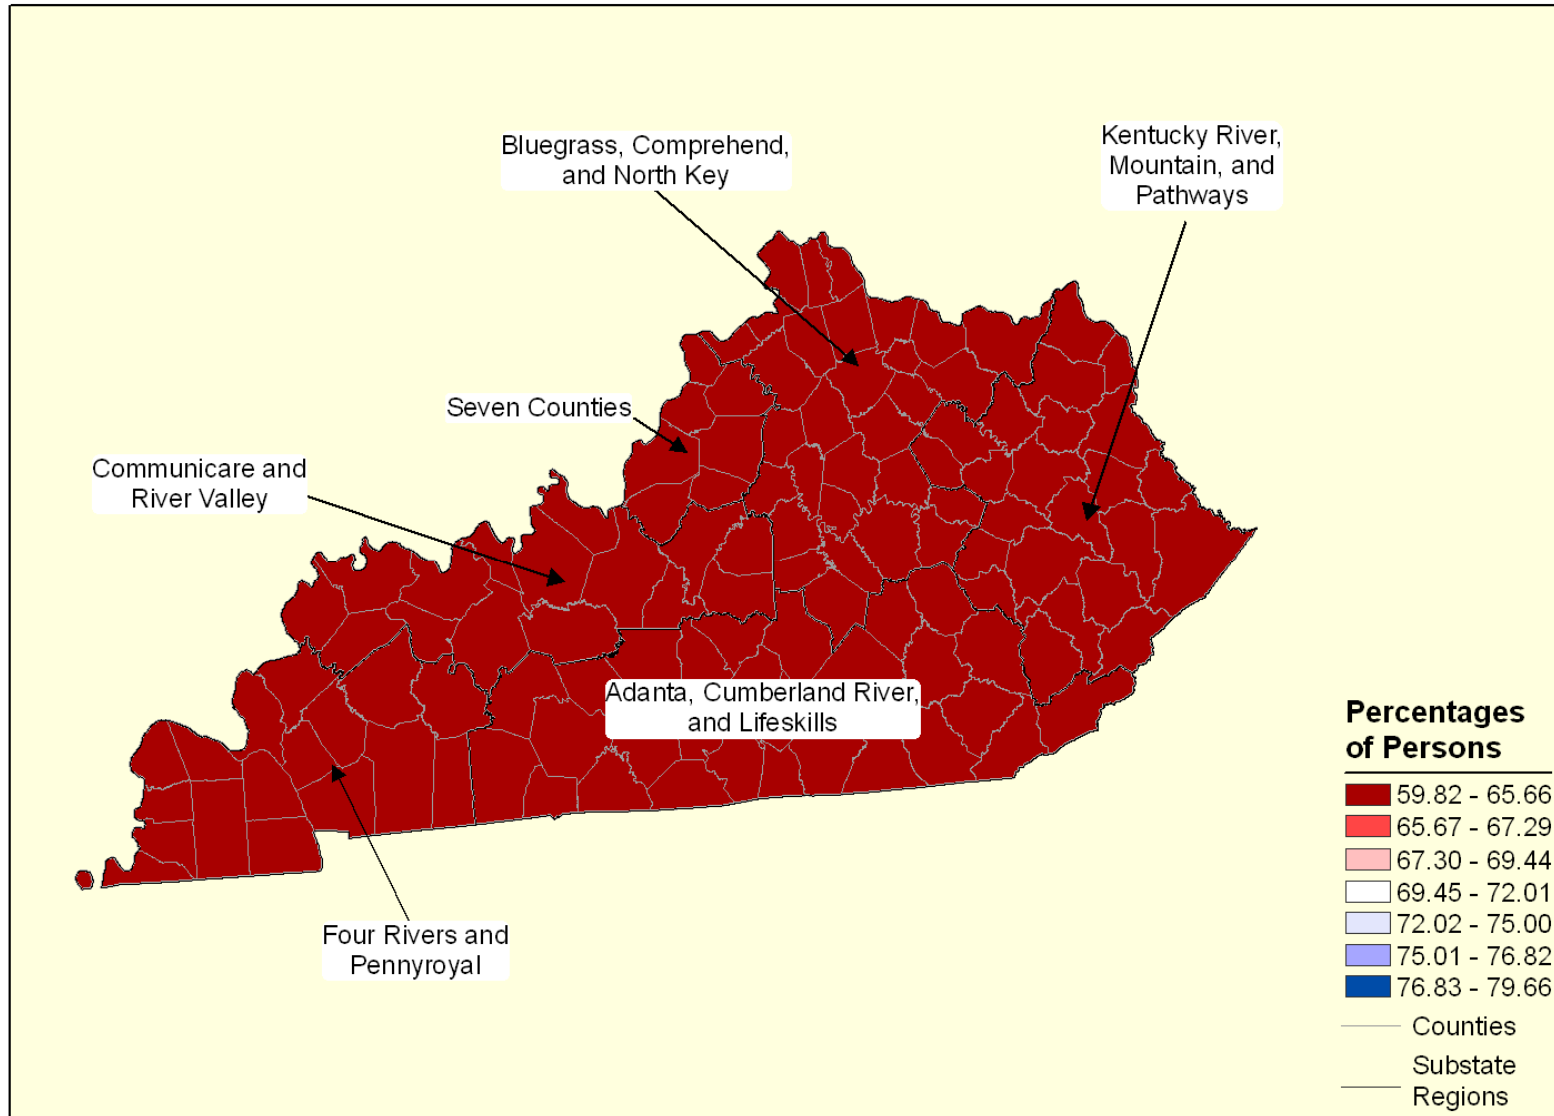 Bluegrass, Comprehend,
and North Key
Kentucky River,
Mountain, and
Pathways
Seven Counties
Communicare and
River Valley
Adanta, Cumberland River,
and Lifeskills
Four Rivers and
Pennyroyal
Percentages
of Persons
59.82 - 65.66
65.67 - 67.29
67.30 - 69.44
69.45 - 72.01
72.02 - 75.00
75.01 - 76.82
76.83 - 79.66
Counties
Substate
Regions